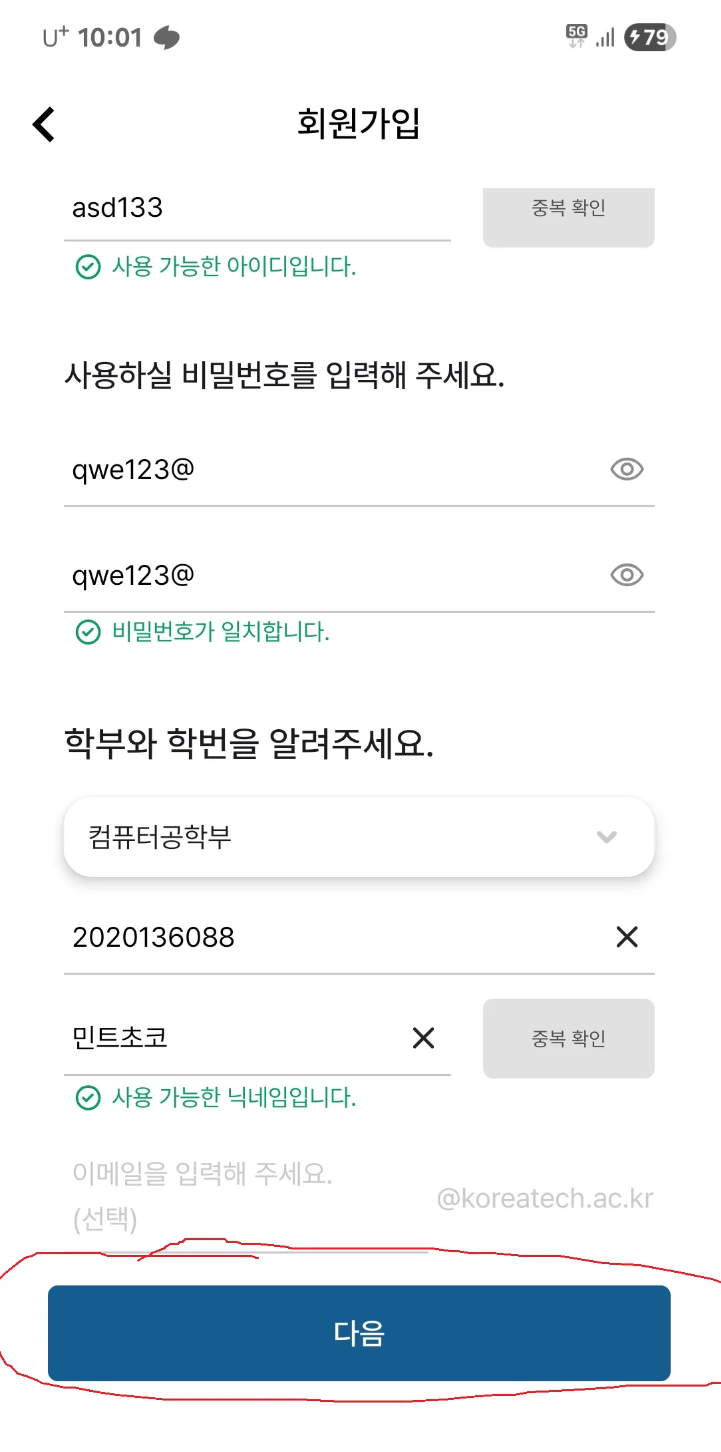 U+ 10:01 5G 79
회원가입
asd133 중복 확인
사용 가능한 아이디입니다.
사용하실 비밀번호를 입력해 주세요.
qwe123@
qwe123@
비밀번호가 일치합니다.
학부와 학번을 알려주세요.
컴퓨터공학부
2020136088
민트초코 중복 확인
사용 가능한 닉네임입니다.
이메일을 입력해 주세요.
(선택) @koreatech.ac.kr
다음